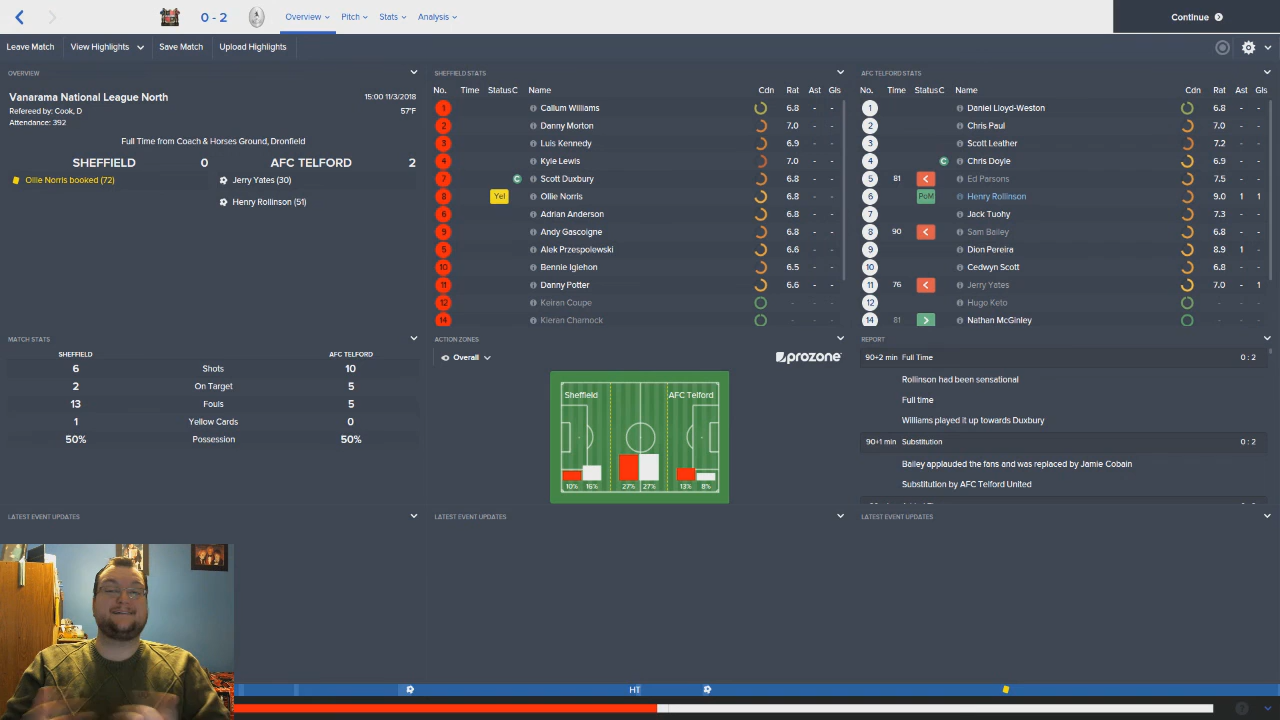 0 - 2
Overview
Pitch
Stats
Analysis
Continue
Leave Match
View Highlights
Save Match
Upload Highlights
OVERVIEW
Vanarama National League North
15:00 11/3/2018
Refereed by: Cook, D
57°F
Attendance: 392
Full Time from Coach & Horses Ground, Dronfield
SHEFFIELD 0 AFC TELFORD 2
Ollie Norris booked (72)
Jerry Yates (30)
Henry Rollinson (51)
SHEFFIELD STATS
No. Time Status C Name Cdn Rat Ast Gls
1 Callum Williams 6.8 - -
2 Danny Morton 7.0 - -
3 Luis Kennedy 6.9 - -
4 Kyle Lewis 7.0 - -
7 C Scott Duxbury 6.8 - -
8 Yel Ollie Norris 6.8 - -
6 Adrian Anderson 6.8 - -
9 Andy Gascoigne 6.8 - -
5 Alek Przespolewski 6.6 - -
10 Bennie Igiehon 6.5 - -
11 Danny Potter 6.6 - -
12 Keiran Coupe - - -
14 Kieran Charnock - - -
AFC TELFORD STATS
No. Time Status C Name Cdn Rat Ast Gls
1 Daniel Lloyd-Weston 6.8 - -
2 Chris Paul 7.0 - -
3 Scott Leather 7.2 - -
4 C Chris Doyle 6.9 - -
5 81 Ed Parsons 7.5 - -
6 PoM Henry Rollinson 9.0 1 1
7 Jack Tuohy 7.3 - -
8 90 Sam Bailey 6.8 - -
9 Dion Pereira 8.9 1 -
10 Cedwyn Scott 6.8 - -
11 76 Jerry Yates 7.0 - 1
12 Hugo Keto - - -
14 81 Nathan McGinley - - -
MATCH STATS
SHEFFIELD AFC TELFORD
6 Shots 10
2 On Target 5
13 Fouls 5
1 Yellow Cards 0
50% Possession 50%
ACTION ZONES
Overall
prozone
Sheffield AFC Telford
10% 16% 27% 27% 13% 8%
REPORT
90+2 min Full Time 0 : 2
Rollinson had been sensational
Full time
Williams played it up towards Duxbury
90+1 min Substitution 0 : 2
Bailey applauded the fans and was replaced by Jamie Cobain
Substitution by AFC Telford United
LATEST EVENT UPDATES
LATEST EVENT UPDATES
LATEST EVENT UPDATES
HT